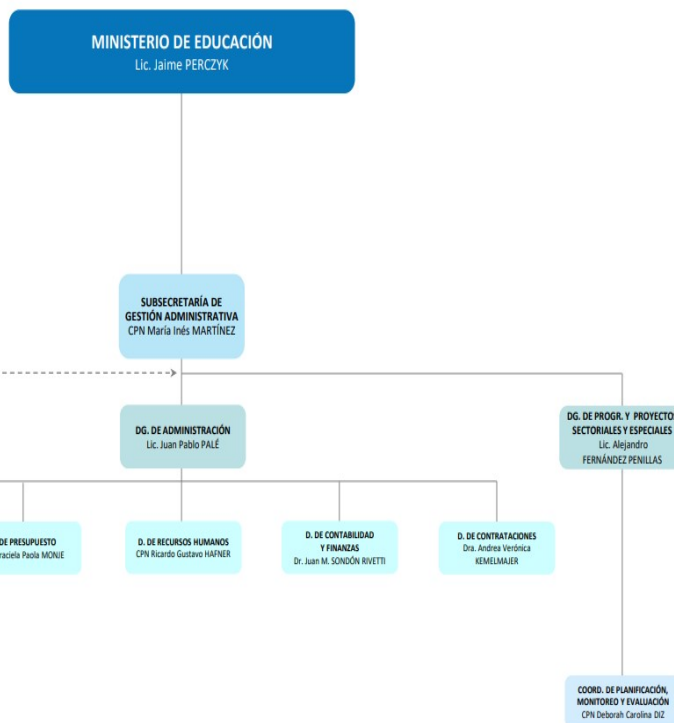 MINISTERIO DE EDUCACIÓN
Lic. Jaime PERCZYK
SUBSECRETARÍA DE
GESTIÓN ADMINISTRATIVA
CPN María Inés MARTÍNEZ
DG. DE ADMINISTRACIÓN
Lic. Juan Pablo PALÉ
DG. DE PROGR. Y PROYECTOS
SECTORIALES Y ESPECIALES
Lic. Alejandro
FERNÁNDEZ PENILLAS
DE PRESUPUESTO
raciela Paola MONJE
D. DE RECURSOS HUMANOS
CPN Ricardo Gustavo HAFNER
D. DE CONTABILIDAD
Y FINANZAS
Dr. Juan M. SONDÓN RIVETTI
D. DE CONTRATACIONES
Dra. Andrea Verónica
KEMELMAJER
COORD. DE PLANIFICACIÓN,
MONITOREO Y EVALUACIÓN
CPN Deborah Carolina DIZ